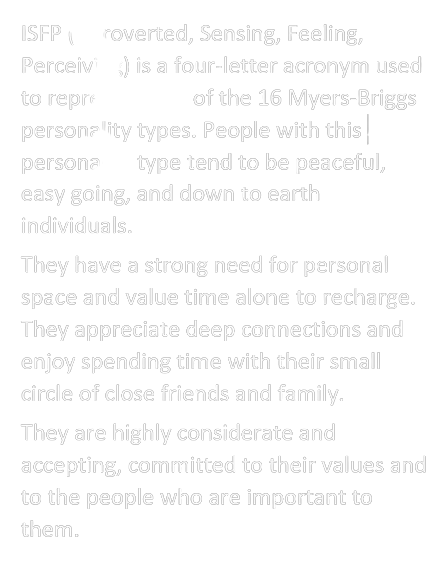 ISFP ( roverted, Sensing, Feeling,
Perceiv ) is a four-letter acronym used
to repr of the 16 Myers-Briggs
personality types. People with this
persona type tend to be peaceful,
easy going, and down to earth
individuals.
They have a strong need for personal
space and value time alone to recharge.
They appreciate deep connections and
enjoy spending time with their small
circle of close friends and family.
They are highly considerate and
accepting, committed to their values and
to the people who are important to
them.